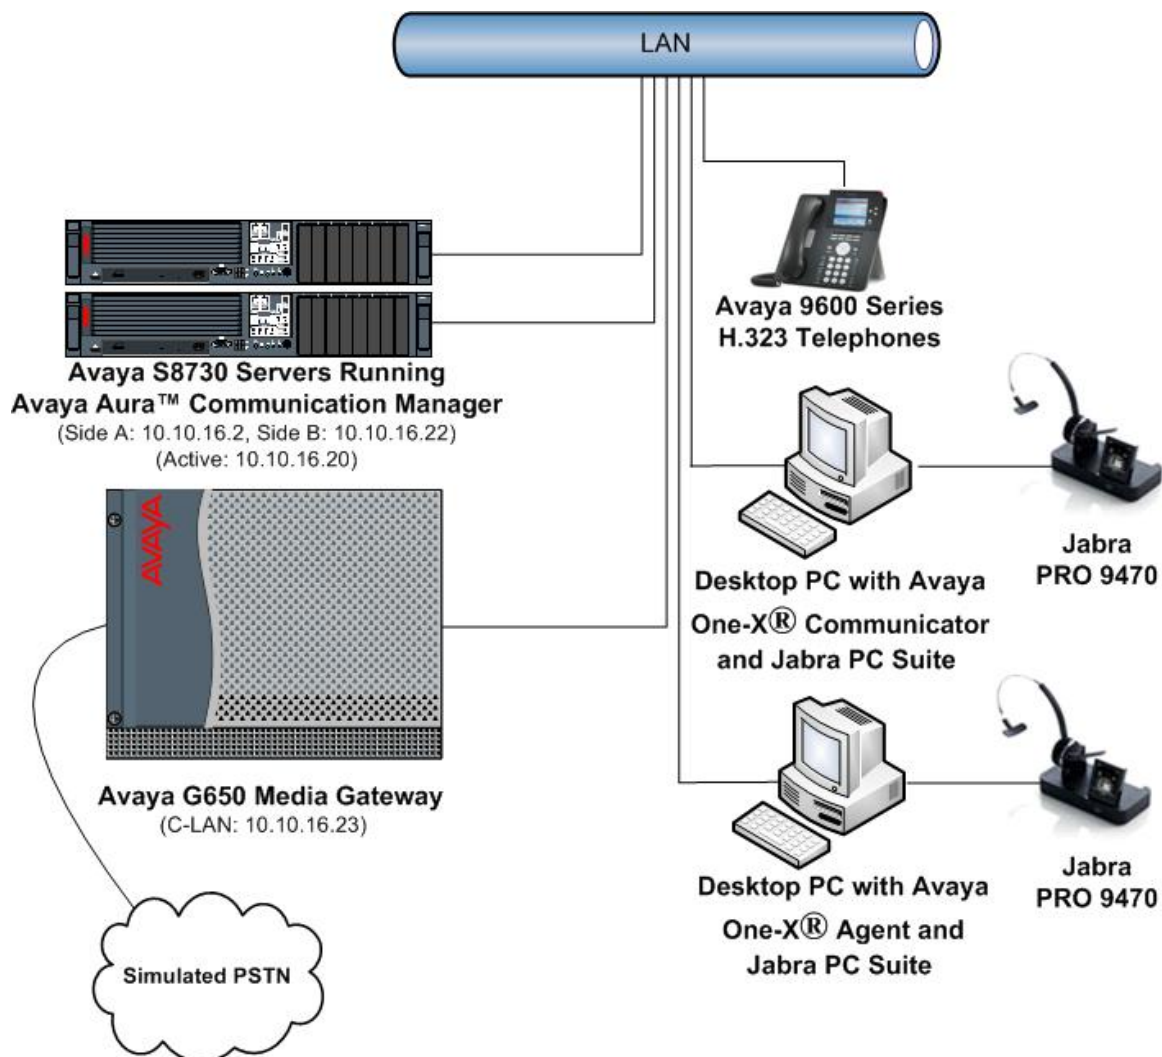 LAN
Avaya 9600 Series
H.323 Telephones
Avaya S8730 Servers Running
Avaya Aura™ Communication Manager
(Side A: 10.10.16.2, Side B: 10.10.16.22)
(Active: 10.10.16.20)
AVAYA
Jabra
PRO 9470
Desktop PC with Avaya
One-X® Communicator
and Jabra PC Suite
Avaya G650 Media Gateway
(C-LAN: 10.10.16.23)
Jabra
PRO 9470
Desktop PC with Avaya
One-X® Agent and
Jabra PC Suite
Simulated PSTN